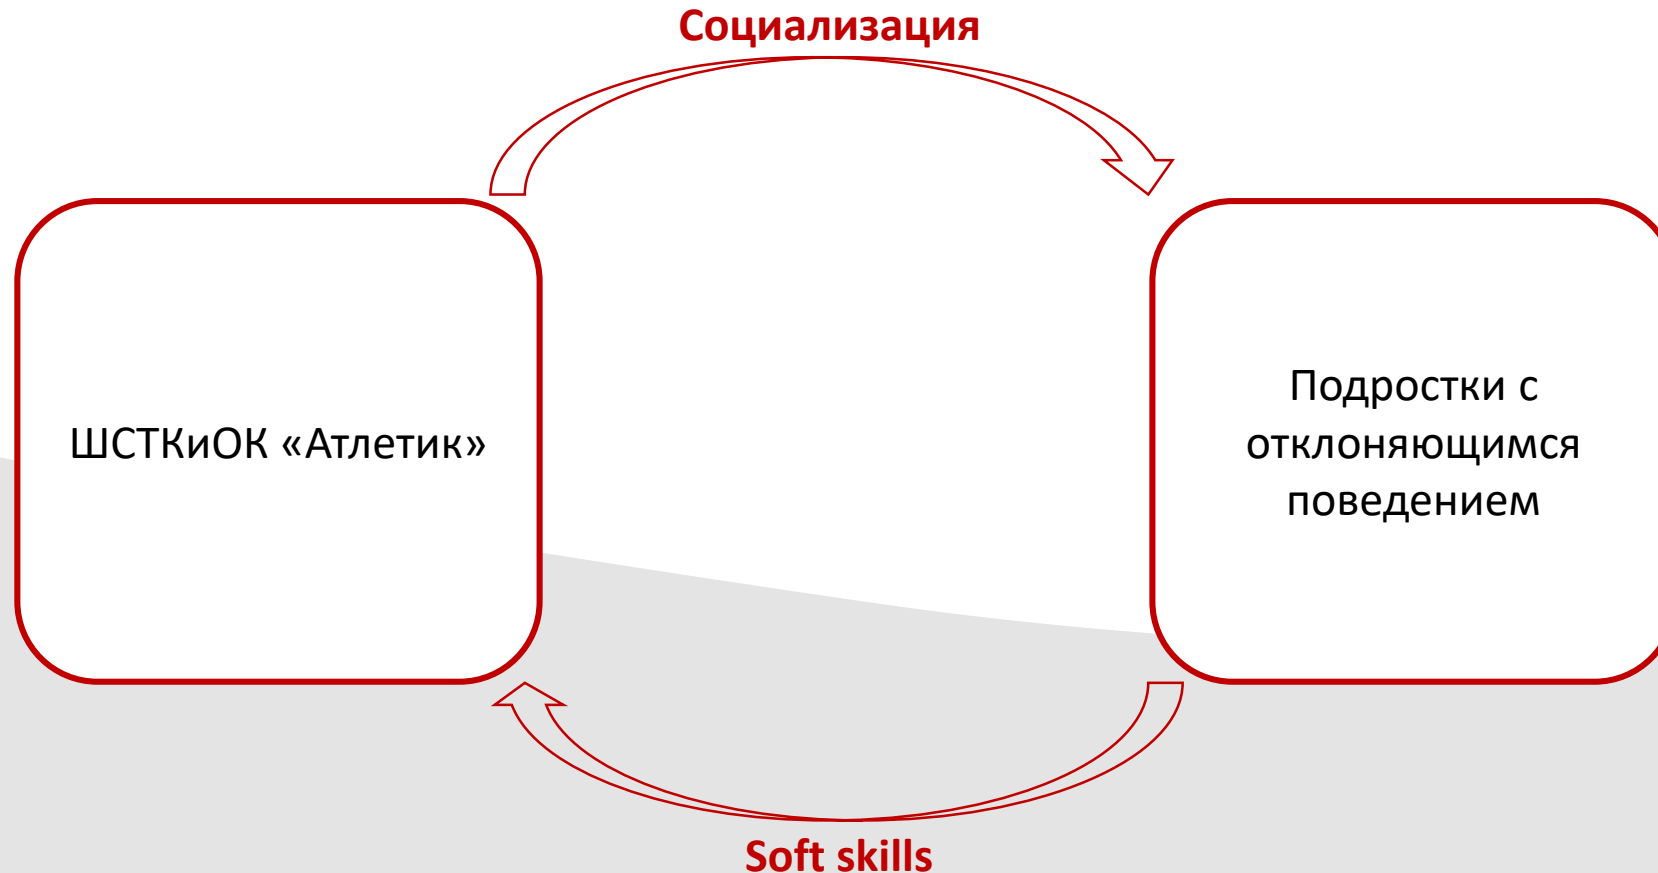 Социализация
ШСТКиОК «Атлетик»
Подростки с
отклоняющимся
поведением
Soft skills